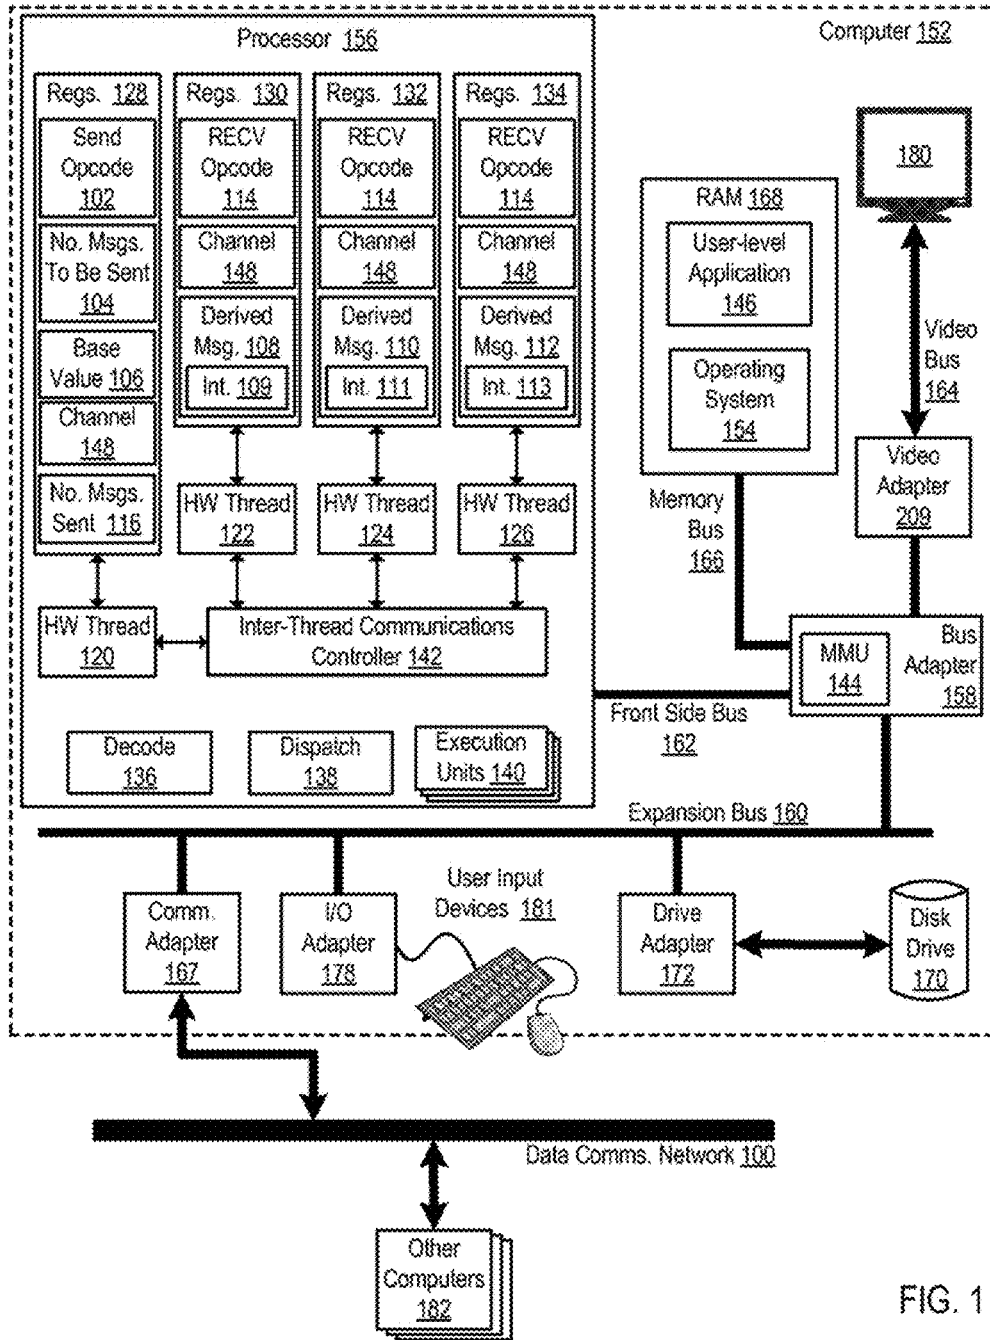 Computer 152
Processor 156
Regs. 128
Send
Opcode
102
No. Msgs.
To Be Sent
104
Base
Value 106
Channel
148
No. Msgs.
Sent 116
Regs. 130
RECV
Opcode
114
Channel
148
Derived
Msg. 108
Int. 109
Regs. 132
RECV
Opcode
114
Channel
148
Derived
Msg. 110
Int. 111
Regs. 134
RECV
Opcode
114
Channel
148
Derived
Msg. 112
Int. 113
HW Thread
122
HW Thread
124
HW Thread
126
HW Thread
120
Inter-Thread Communications
Controller 142
Decode
136
Dispatch
138
Execution
Units 140
RAM 168
User-level
Application
146
Operating
System
154
180
Video
Bus
164
Video
Adapter
209
Memory
Bus
166
MMU
144
Bus
Adapter
158
Front Side Bus
162
Expansion Bus 160
Comm.
Adapter
167
I/O
Adapter
178
User Input
Devices 181
Drive
Adapter
172
Disk
Drive
170
Data Comms. Network 100
Other
Computers
182
FIG. 1